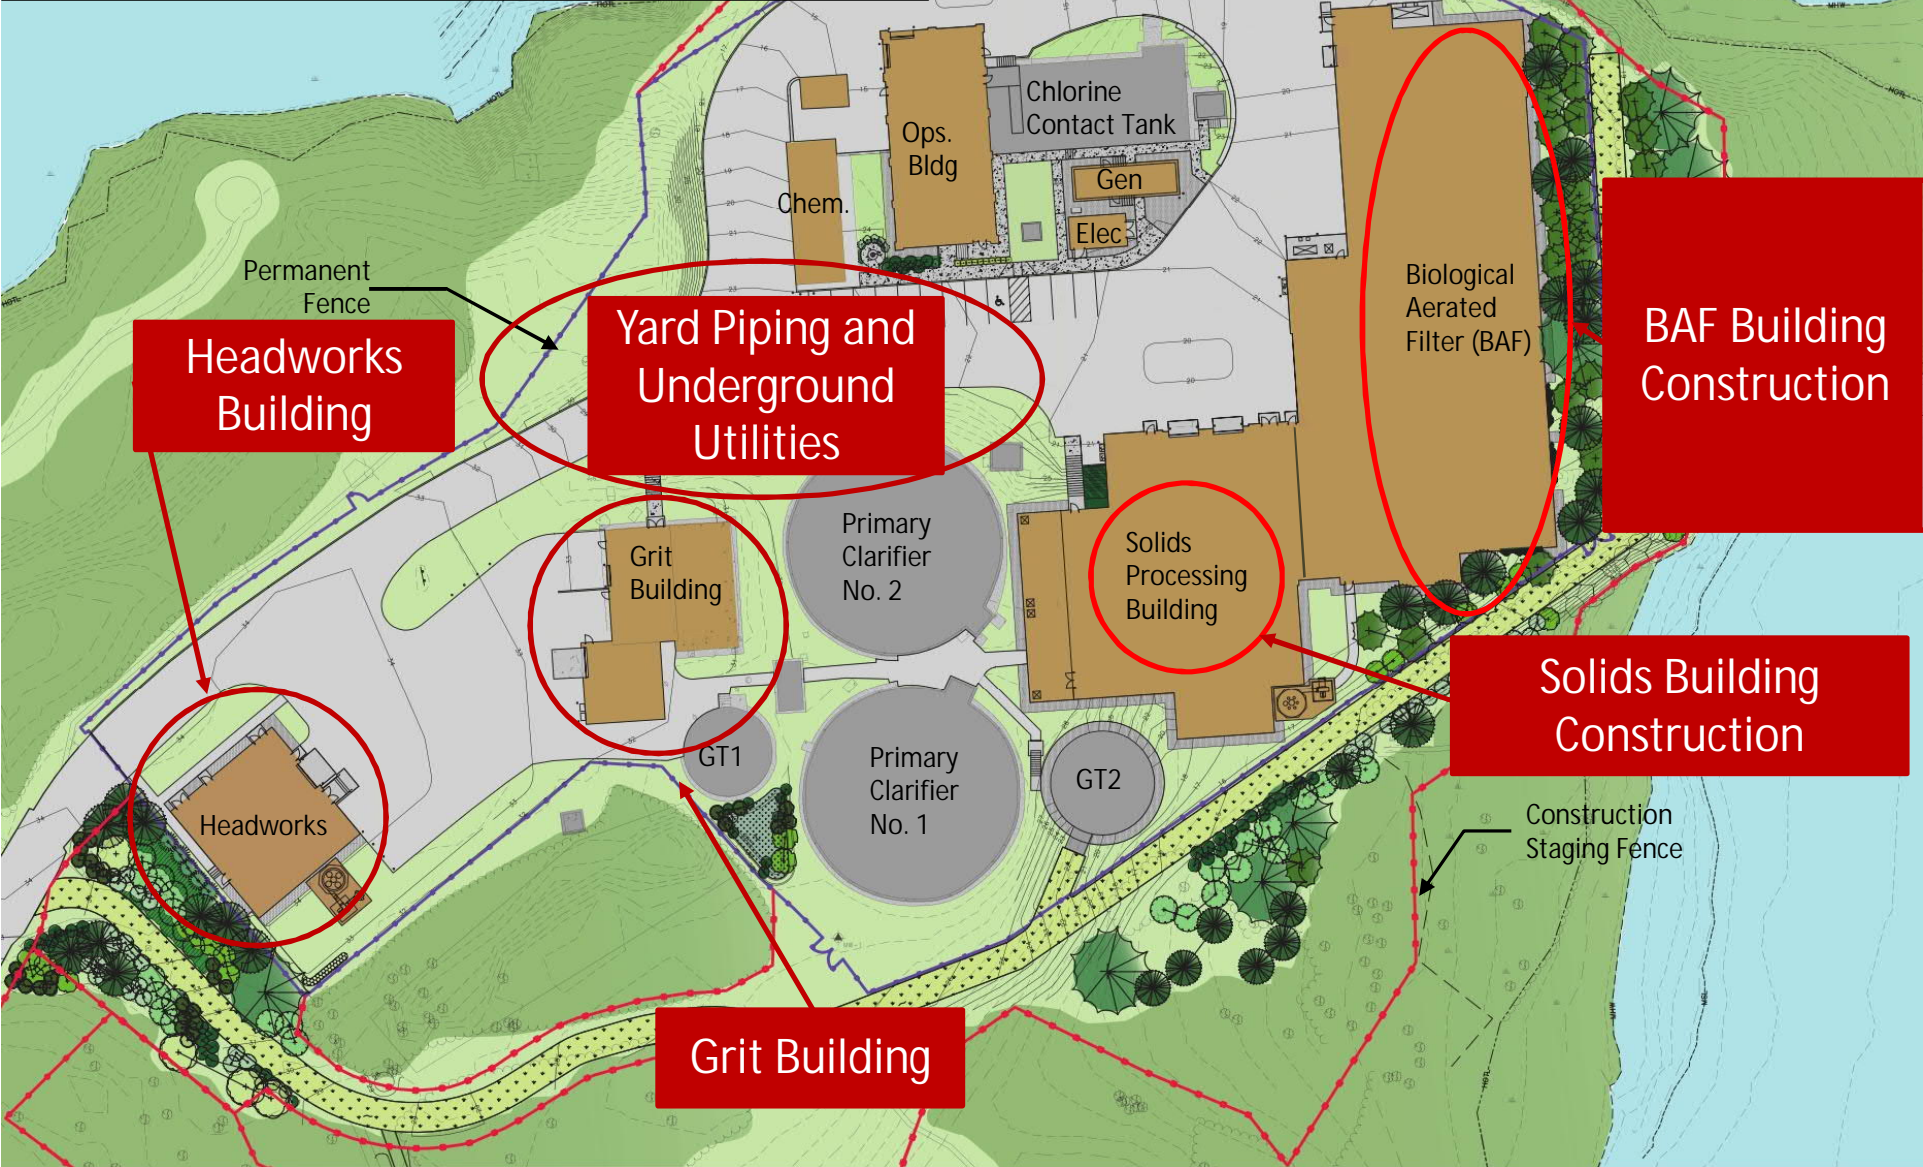 Chlorine
Contact Tank
Ops.
Bldg
Gen
Chem.
Elec
Permanent
Fence
Biological
Aerated
Filter (BAF)
Headworks
Building
Yard Piping and
Underground
Utilities
BAF Building
Construction
Primary
Clarifier
No. 2
Grit
Building
Solids
Processing
Building
Solids Building
Construction
GT1
Primary
Clarifier
No. 1
GT2
Headworks
Construction
Staging Fence
Grit Building